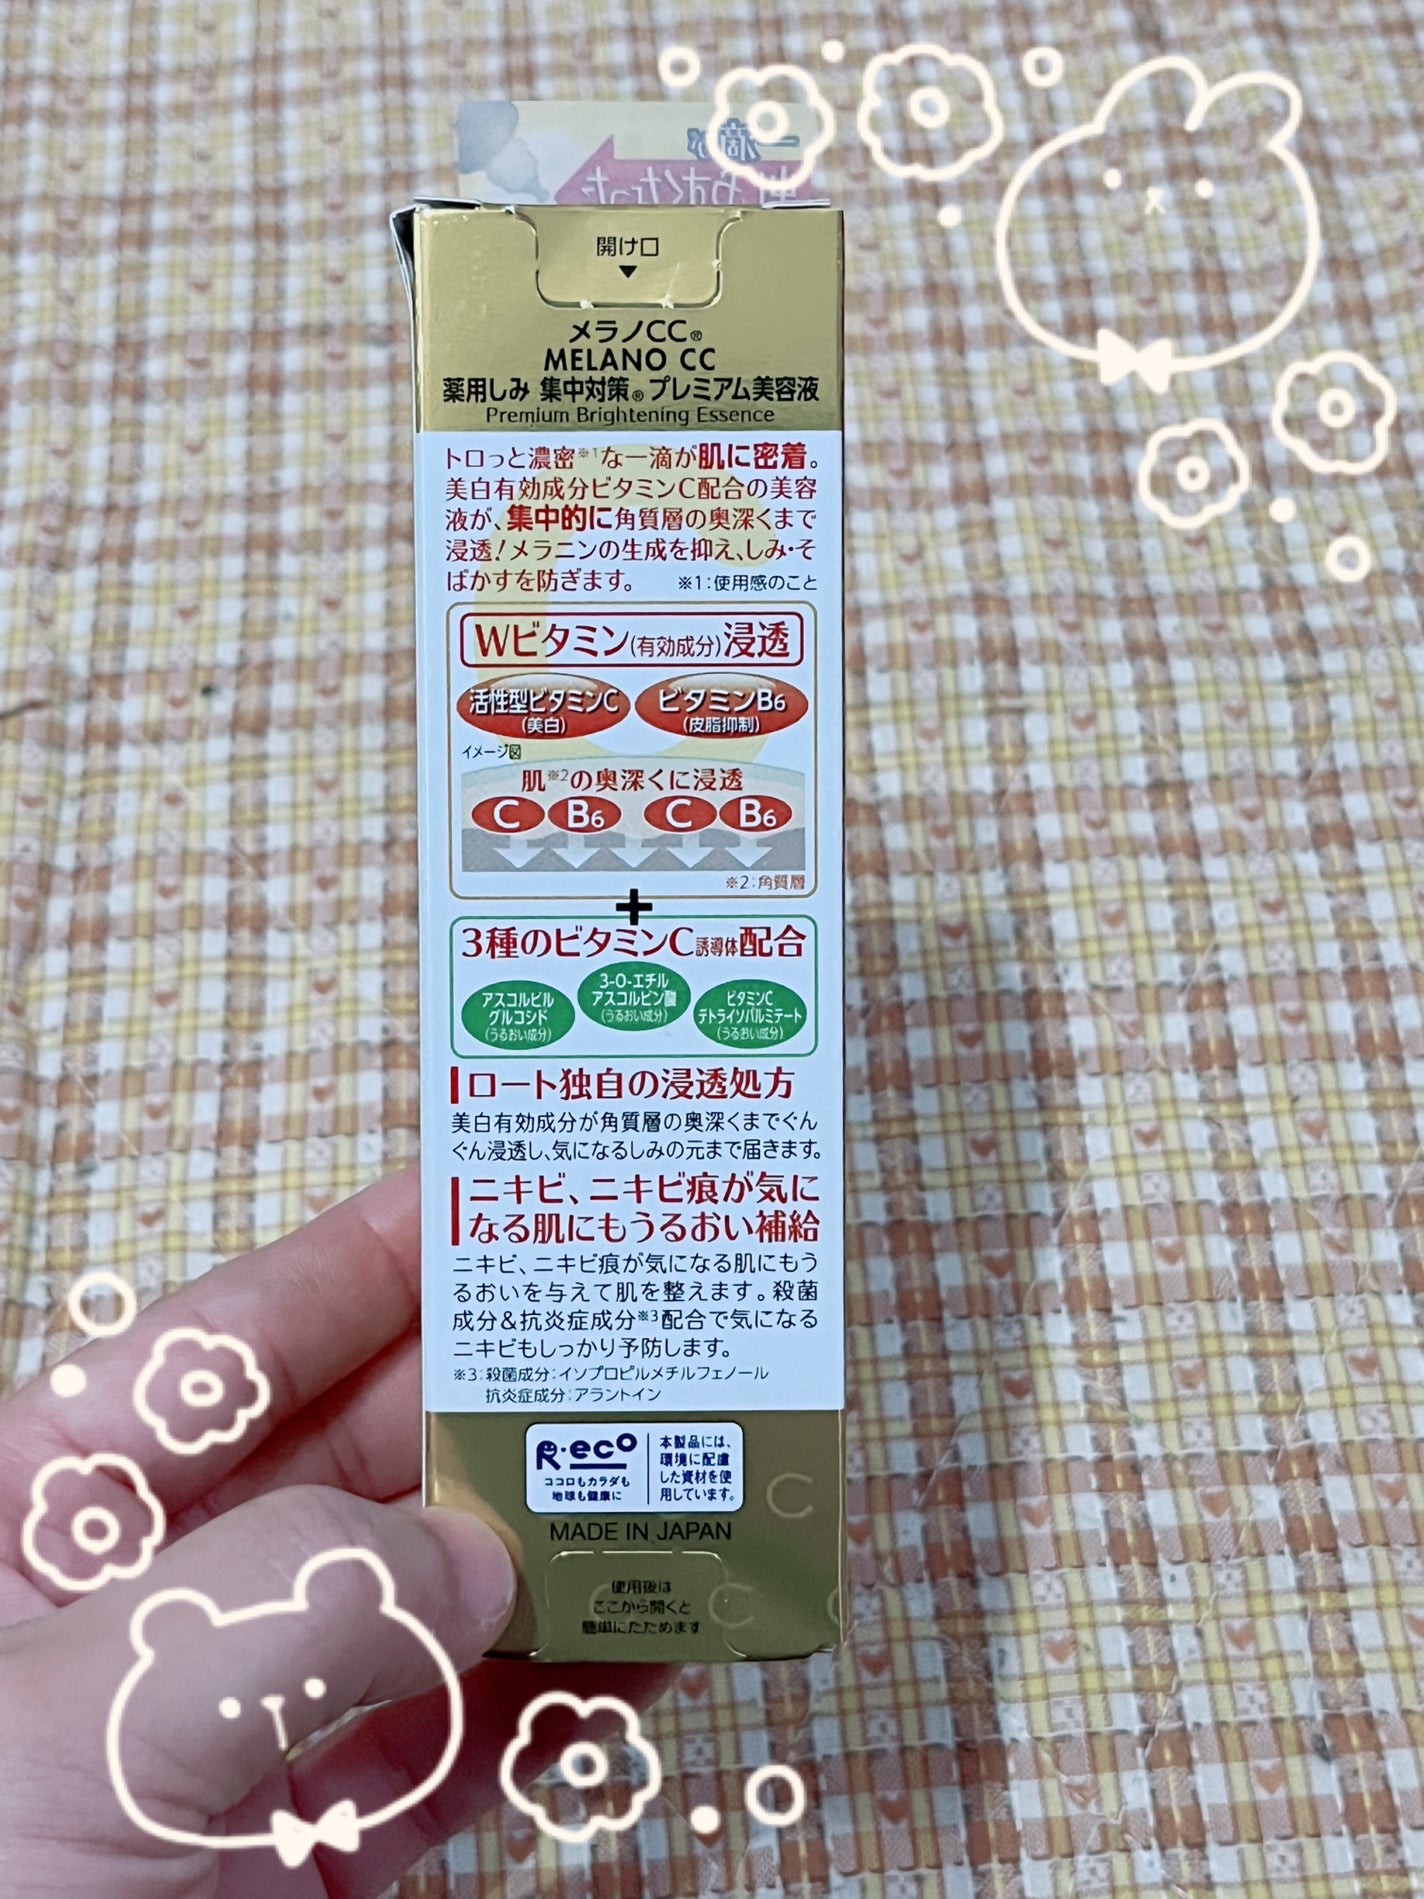 開け口
メラノCC®
MELANO CC
薬用しみ 集中対策®プレミアム美容液
Premium Brightening Essence
トロっと濃密※1な一滴が肌に密着。
美白有効成分ビタミンC配合の美容
液が、集中的に角質層の奥深くまで
浸透!メラニンの生成を抑え、しみ・そ
ばかすを防ぎます。 ※1:使用感のこと
Wビタミン(有効成分)浸透
活性型ビタミンC ビタミンB6
(美白) (皮脂抑制)
イメージ図
肌※2の奥深くに浸透
C B6 C B6
※2:角質層
+
3種のビタミンC誘導体配合
アスコルビル
グルコシド
(うるおい成分)
3-O-エチル
アスコルビン酸
(うるおい成分)
ビタミンC
テトライソパルミテート
(うるおい成分)
ロート独自の浸透処方
美白有効成分が角質層の奥深くまでぐん
ぐん浸透し、気になるしみの元まで届きます。
ニキビ、ニキビ痕が気に
なる肌にもうるおい補給
ニキビ、ニキビ痕が気になる肌にもう
るおいを与えて肌を整えます。殺菌
成分&抗炎症成分※3配合で気になる
ニキビもしっかり予防します。
※3:殺菌成分:イソプロピルメチルフェノール
抗炎症成分:アラントイン
R・eco
ココロもカラダも
地球も健康に
本製品には、
環境に配慮
した資材を使
用しています。
MADE IN JAPAN
使用後は
ここから開くと
簡単にたためます